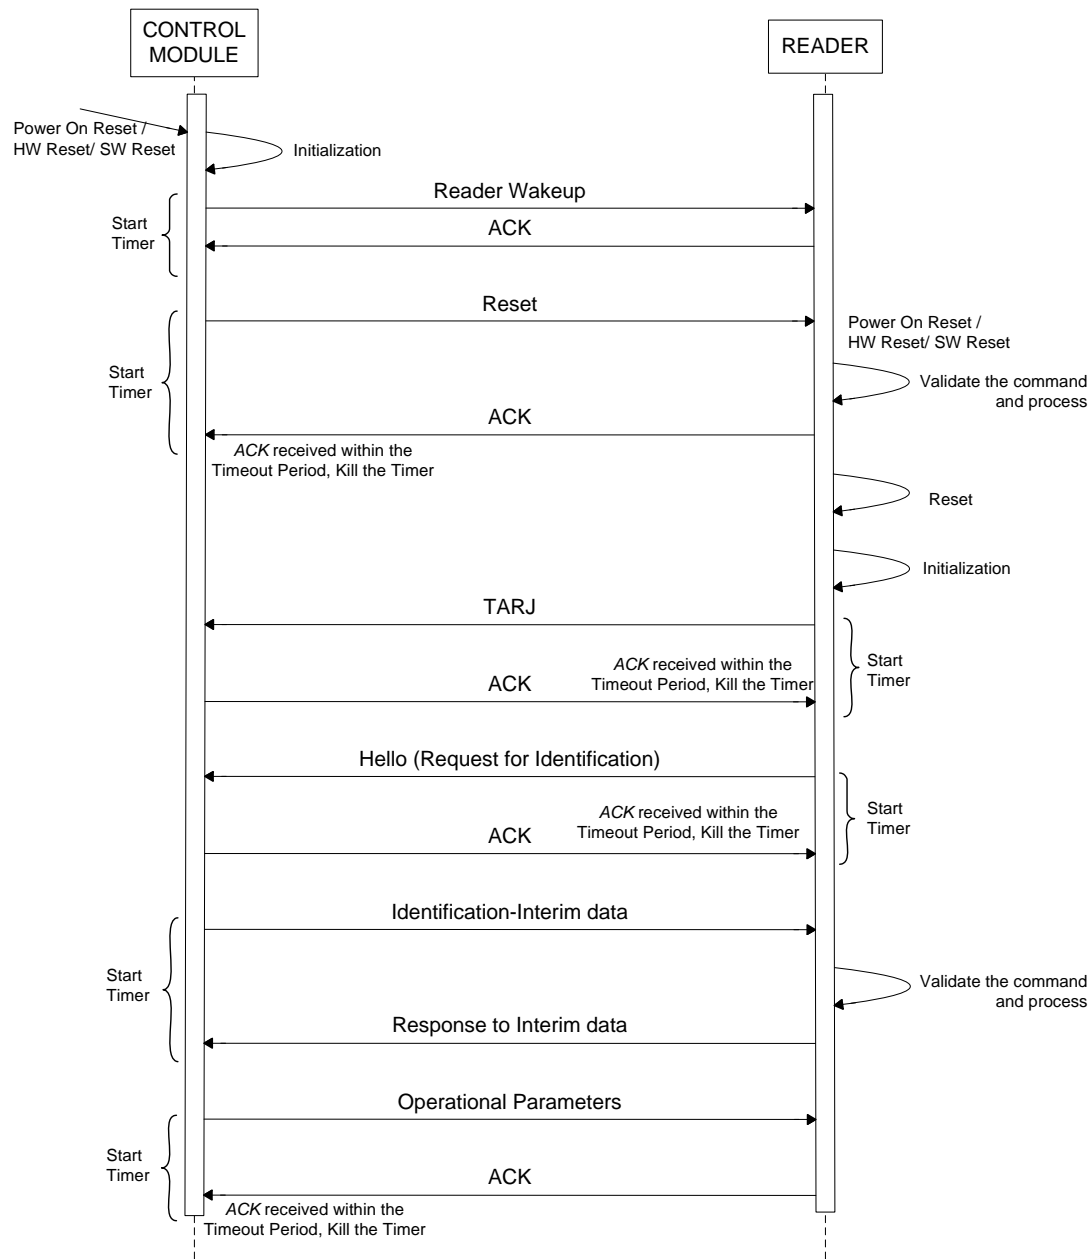 CONTROL
MODULE
READER
Power On Reset /
HW Reset/ SW Reset
Initialization
Reader Wakeup
Start
Timer
ACK
Reset
Power On Reset /
HW Reset/ SW Reset
Start
Timer
Validate the command
and process
ACK
ACK received within the
Timeout Period, Kill the Timer
Reset
Initialization
TARJ
ACK received within the
Timeout Period, Kill the Timer
Start
Timer
ACK
Hello (Request for Identification)
ACK received within the
Timeout Period, Kill the Timer
Start
Timer
ACK
Identification-Interim data
Start
Timer
Validate the command
and process
Response to Interim data
Operational Parameters
Start
Timer
ACK
ACK received within the
Timeout Period, Kill the Timer